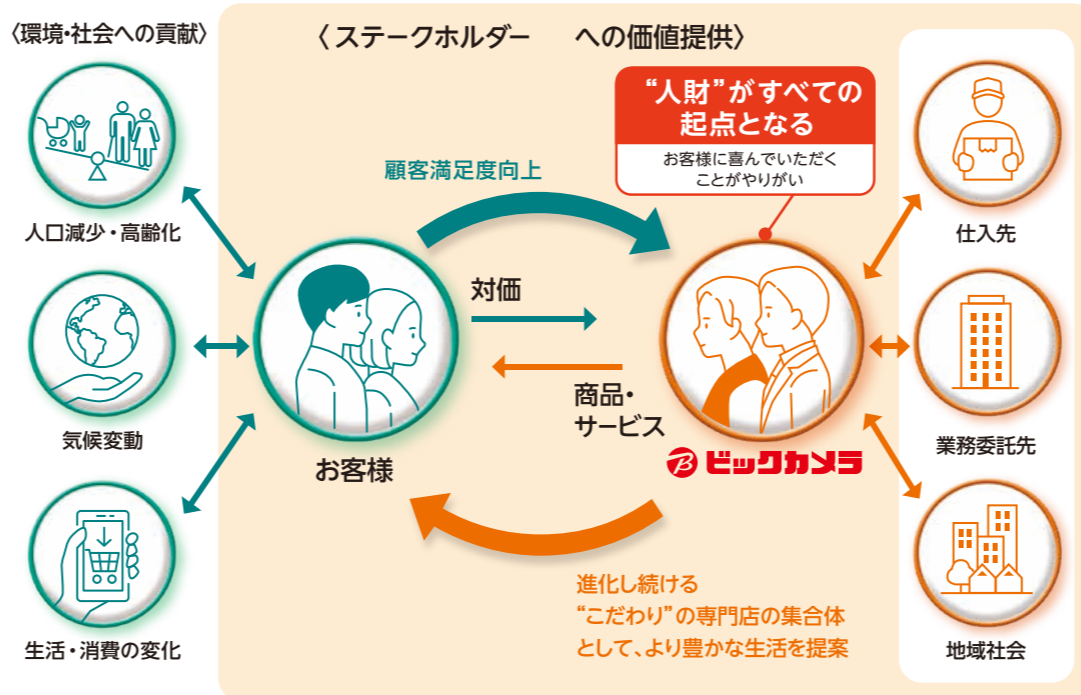 〈環境・社会への貢献〉
〈ステークホルダー への価値提供〉
人口減少・高齢化
気候変動
生活・消費の変化
顧客満足度向上
“人財”がすべての
起点となる
お客様に喜んでいただく
ことがやりがい
対価
商品・
サービス
お客様
B ビックカメラ
進化し続ける
“こだわり”の専門店の集合体
として、より豊かな生活を提案
仕入先
業務委託先
地域社会